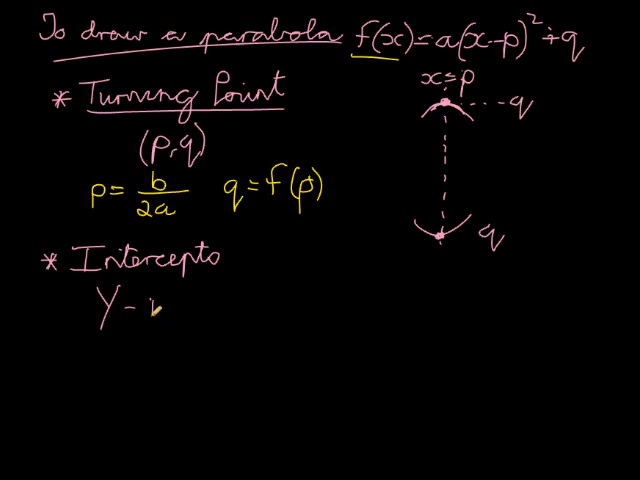 To draw a parabola f(x)=a(x-p)²+q
x=p
* Turning Point
q
(p,q)
p = b/2a q = f(p)
q
* Intercepts
Y-